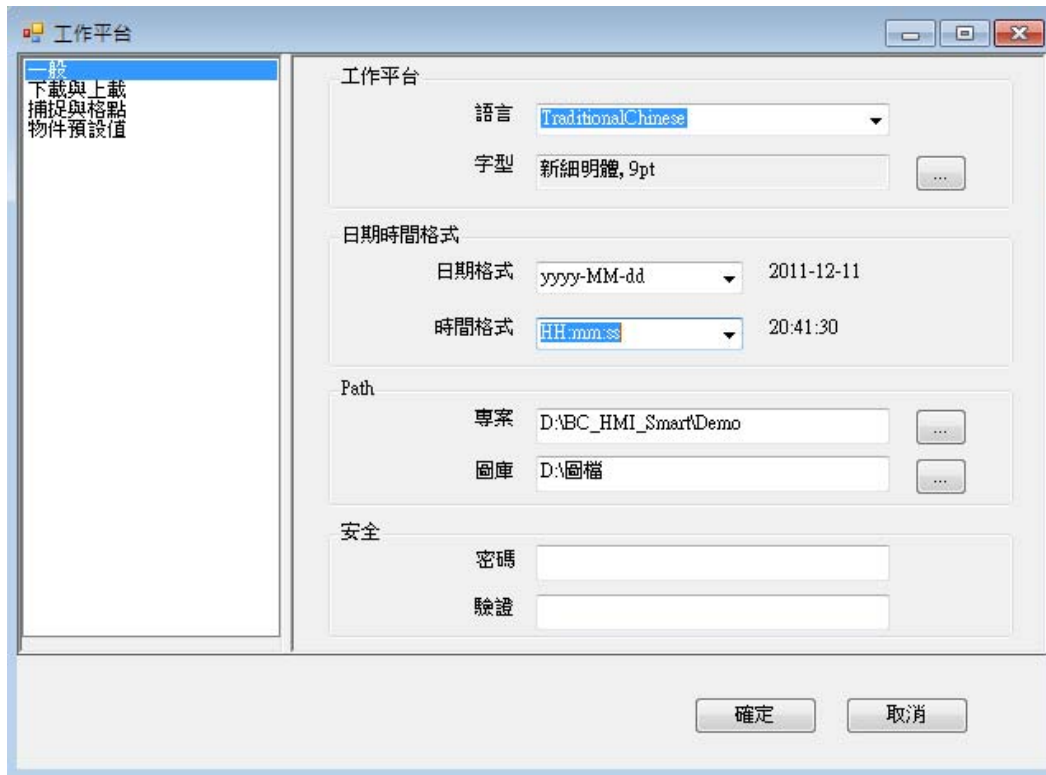 工作平台
一般
下載與上載
捕捉與格點
物件預設值
工作平台
語言 TraditionalChinese
字型 新細明體, 9pt ...
日期時間格式
日期格式 yyyy-MM-dd 2011-12-11
時間格式 HH:mm:ss 20:41:30
Path
專案 D:\BC_HMI_Smart\Demo ...
圖庫 D:\圖檔 ...
安全
密碼
驗證
確定 取消